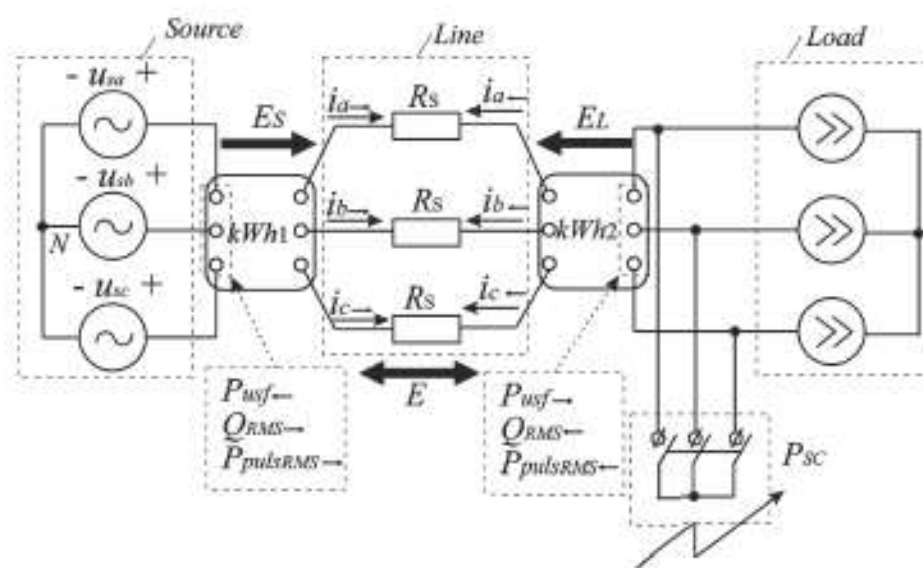 Source
Line
Load
- usa +
Es
ia→
Rs
ia←
EL
- usb +
N
kWh1
ib→
Rs
ib←
kWh2
- usc +
ic→
Rs
ic←
E
Pusf←
QRMS→
PpulsRMS→
Pusf→
QRMS←
PpulsRMS←
PSC